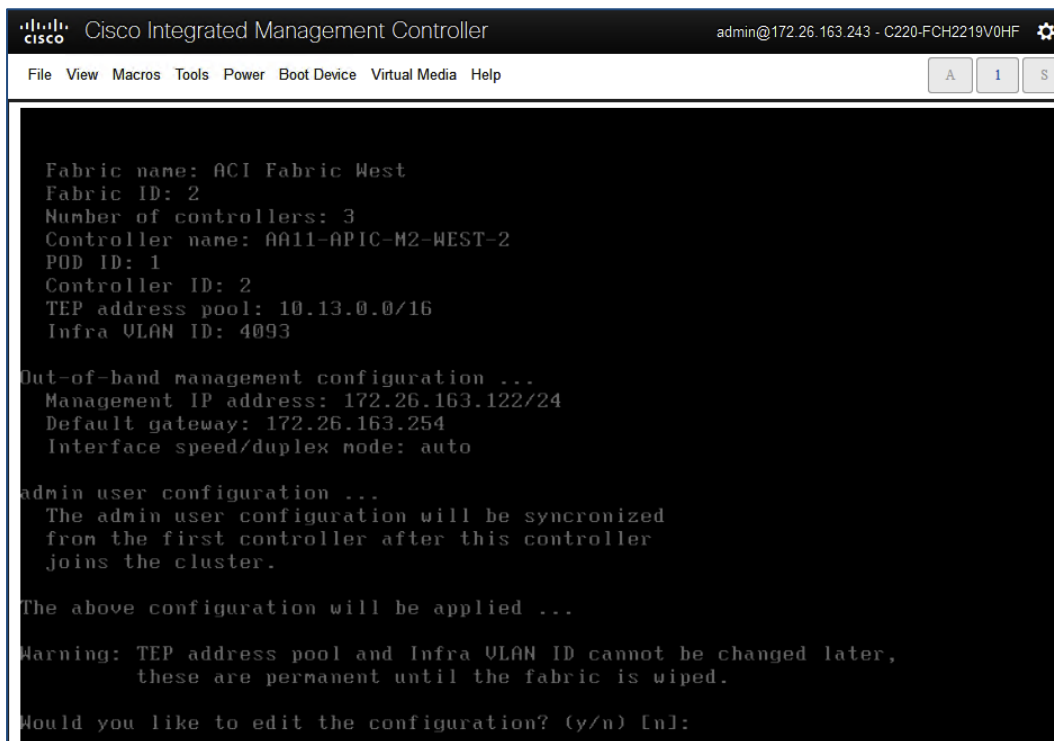 cisco Cisco Integrated Management Controller admin@172.26.163.243 - C220-FCH2219V0HF
File View Macros Tools Power Boot Device Virtual Media Help A 1 S
Fabric name: ACI Fabric West
Fabric ID: 2
Number of controllers: 3
Controller name: AA11-APIC-M2-WEST-2
POD ID: 1
Controller ID: 2
TEP address pool: 10.13.0.0/16
Infra VLAN ID: 4093
Out-of-band management configuration ...
Management IP address: 172.26.163.122/24
Default gateway: 172.26.163.254
Interface speed/duplex mode: auto
admin user configuration ...
The admin user configuration will be syncronized
from the first controller after this controller
joins the cluster.
The above configuration will be applied ...
Warning: TEP address pool and Infra VLAN ID cannot be changed later,
these are permanent until the fabric is wiped.
Would you like to edit the configuration? (y/n) [n]: